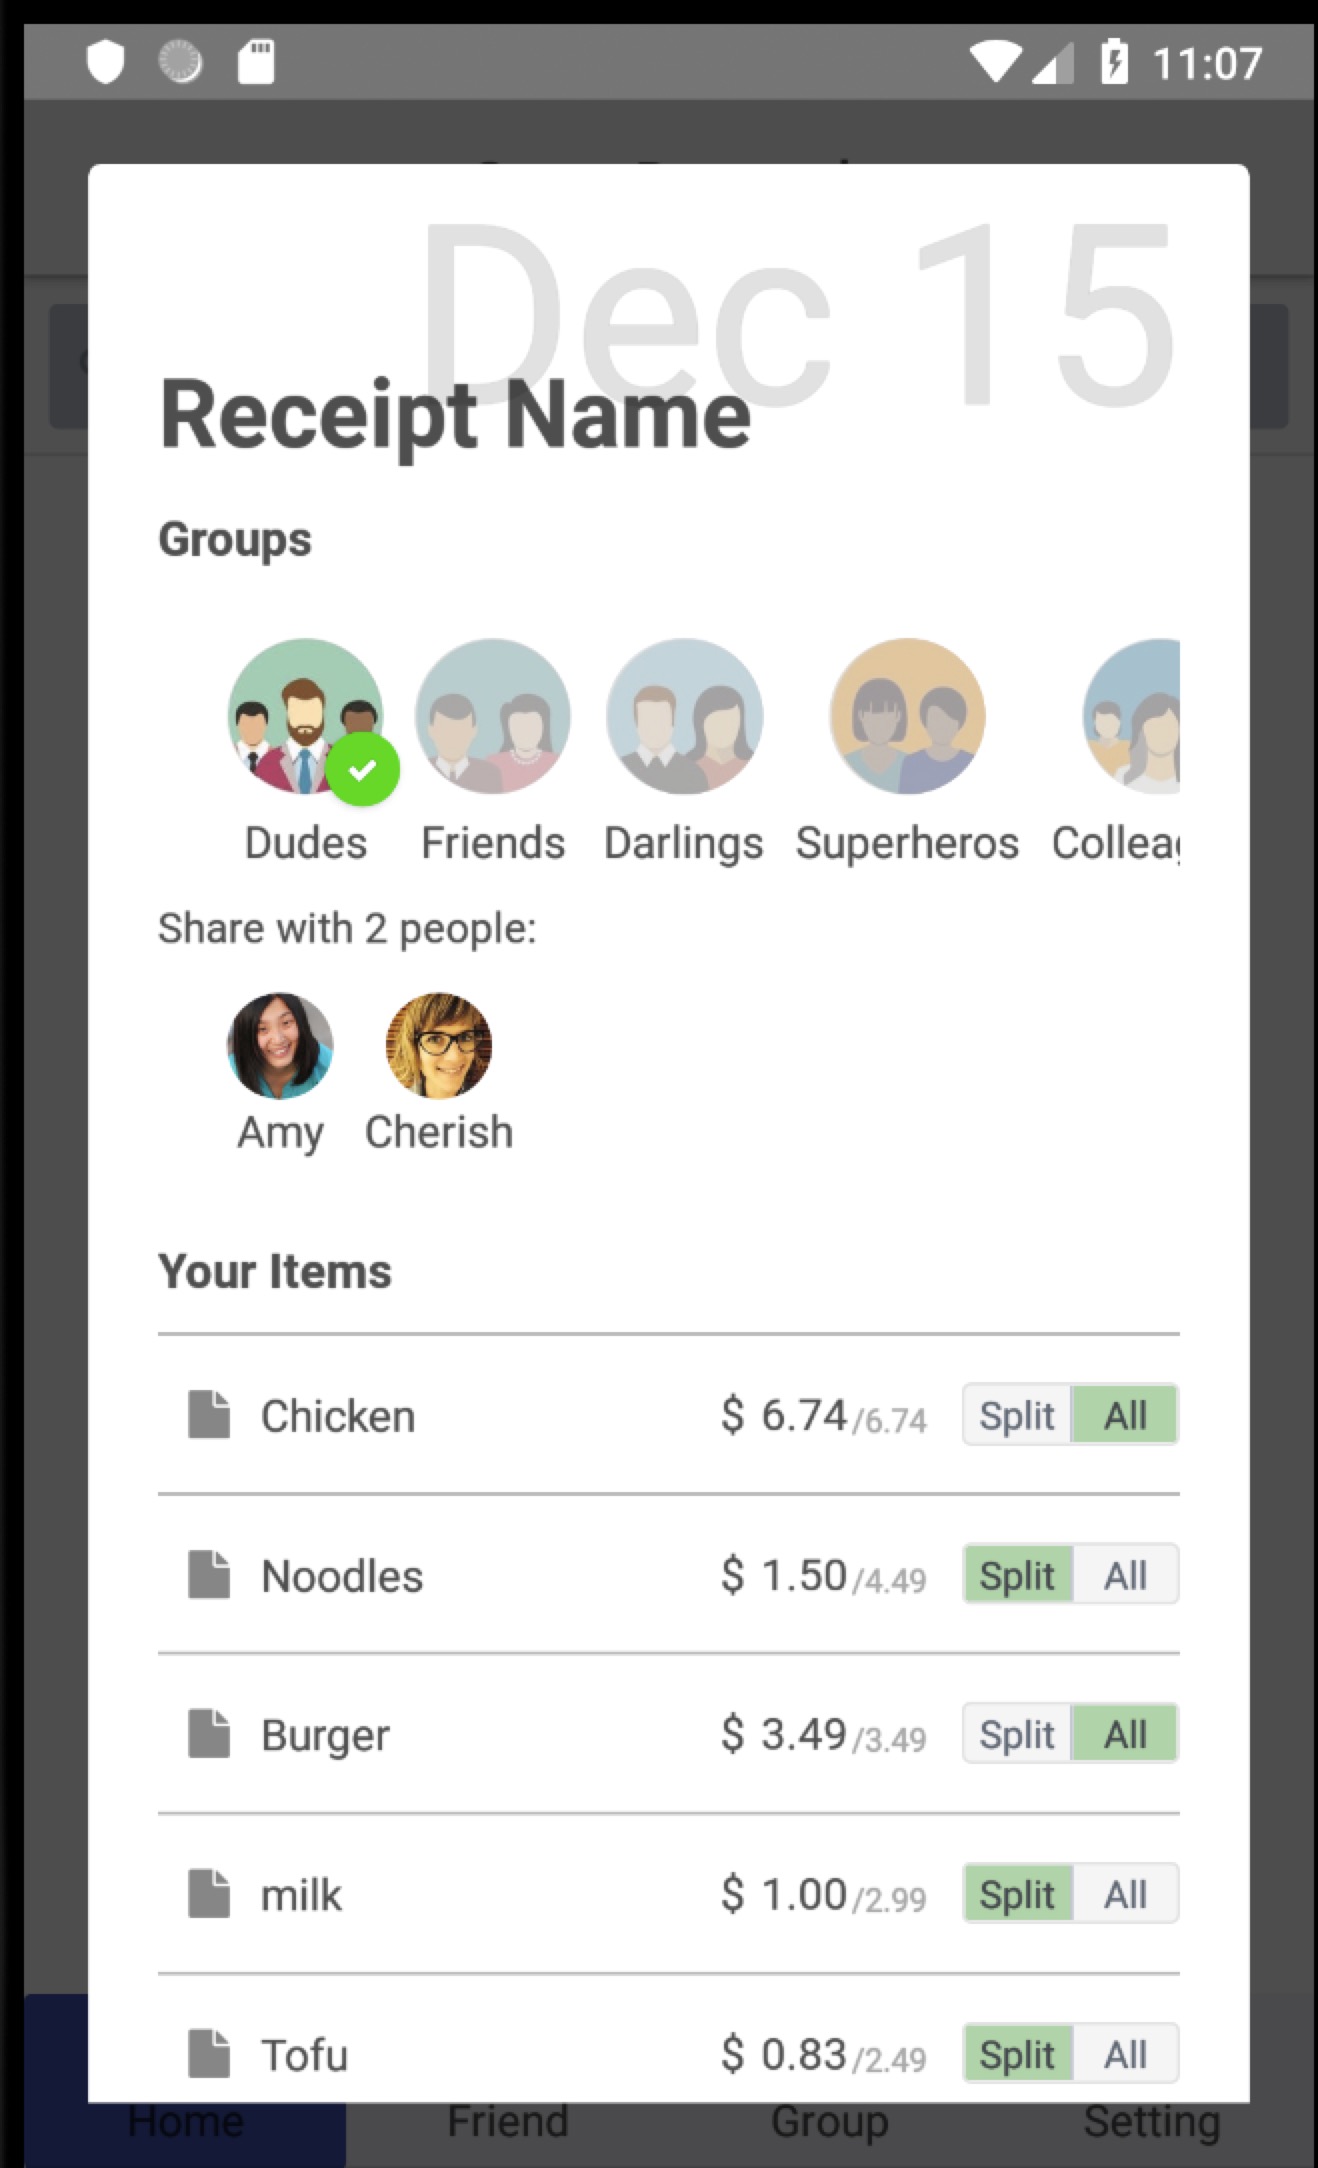 11:07
Dec 15
Receipt Name
Groups
Dudes Friends Darlings Superheros Colleag
Share with 2 people:
Amy Cherish
Your Items
Chicken $ 6.74/6.74 Split All
Noodles $ 1.50/4.49 Split All
Burger $ 3.49/3.49 Split All
milk $ 1.00/2.99 Split All
Tofu $ 0.83/2.49 Split All
Home Friend Group Setting